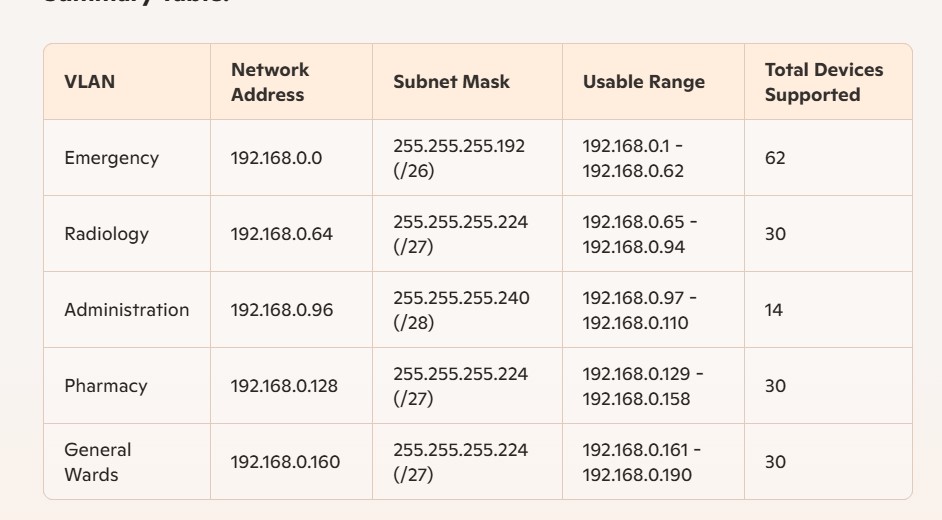 Summary Table:
VLAN
Network
Address
Subnet Mask
Usable Range
Total Devices
Supported
Emergency
192.168.0.0
255.255.255.192
(/26)
192.168.0.1 -
192.168.0.62
62
Radiology
192.168.0.64
255.255.255.224
(/27)
192.168.0.65 -
192.168.0.94
30
Administration
192.168.0.96
255.255.255.240
(/28)
192.168.0.97 -
192.168.0.110
14
Pharmacy
192.168.0.128
255.255.255.224
(/27)
192.168.0.129 -
192.168.0.158
30
General
Wards
192.168.0.160
255.255.255.224
(/27)
192.168.0.161 -
192.168.0.190
30